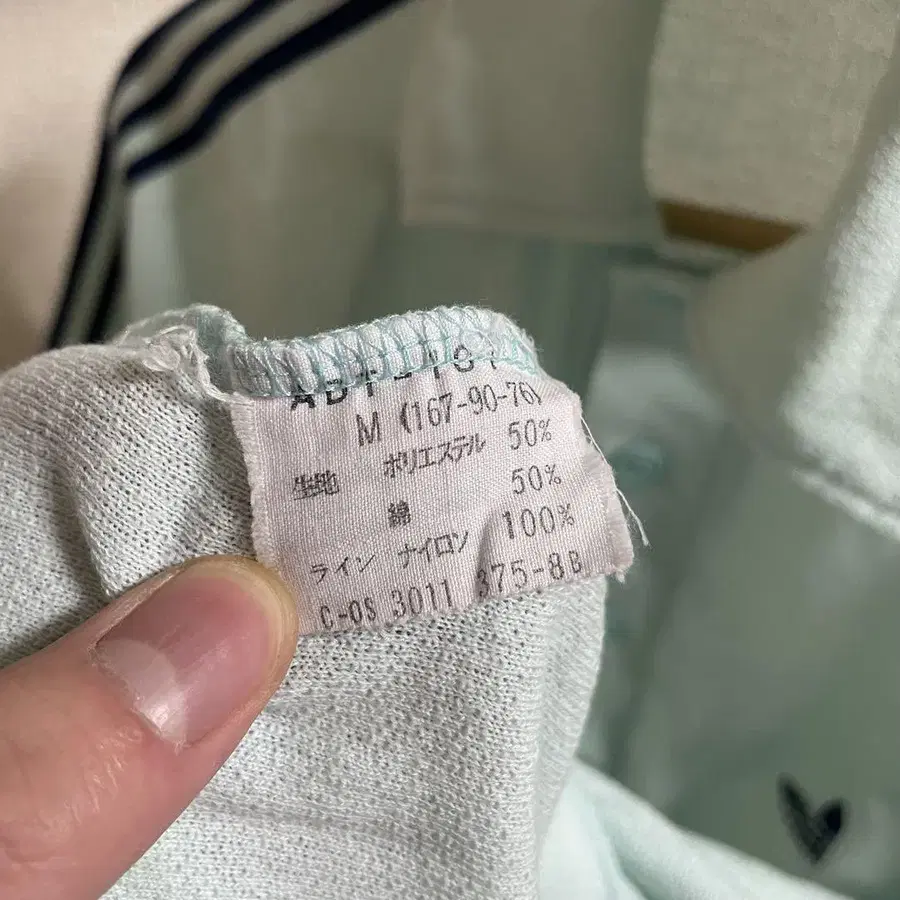 M (167-90-76)
生地 ポリエステル 50%
綿 50%
ライン ナイロン 100%
C-OS 3011 375-8B